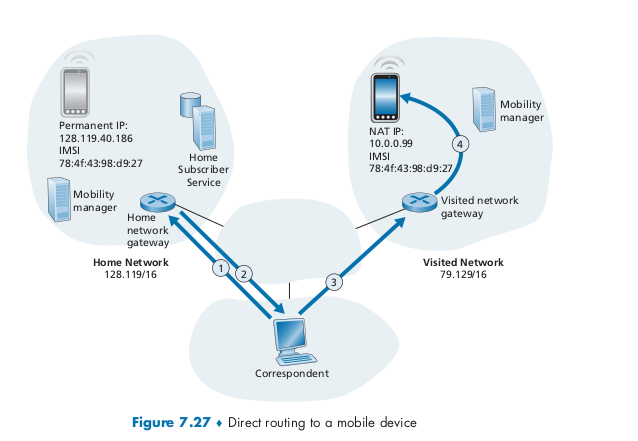 Permanent IP:
128.119.40.186
IMSI
78:4f:43:98:d9:27
Home
Subscriber
Service
Mobility
manager
Home
network
gateway
Home Network
128.119/16
NAT IP:
10.0.0.99
IMSI
78:4f:43:98:d9:27
Mobility
manager
4
Visited network
gateway
Visited Network
79.129/16
1
2
3
Correspondent
Figure 7.27 ♦ Direct routing to a mobile device